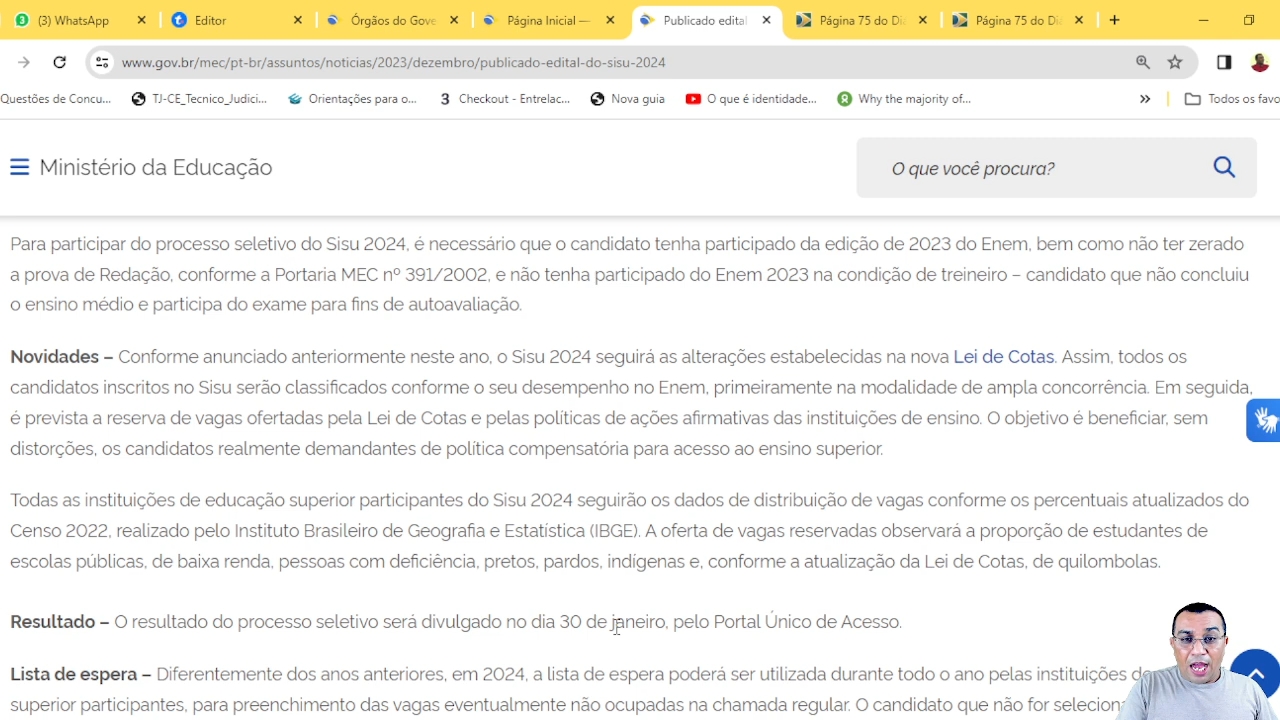 3
(3) WhatsApp
Editor
Órgãos do Gove
Página Inicial —
Publicado edital
Página 75 do Di
Página 75 do Di
www.gov.br/mec/pt-br/assuntos/noticias/2023/dezembro/publicado-edital-do-sisu-2024
Questões de Concu...
TJ-CE_Tecnico_Judici...
Orientações para o...
3 Checkout - Entrelac...
Nova guia
O que é identidade...
Why the majority of...
»
Todos os favo
Ministério da Educação
O que você procura?
Para participar do processo seletivo do Sisu 2024, é necessário que o candidato tenha participado da edição de 2023 do Enem, bem como não ter zerado
a prova de Redação, conforme a Portaria MEC nº 391/2002, e não tenha participado do Enem 2023 na condição de treineiro – candidato que não concluiu
o ensino médio e participa do exame para fins de autoavaliação.
Novidades – Conforme anunciado anteriormente neste ano, o Sisu 2024 seguirá as alterações estabelecidas na nova Lei de Cotas. Assim, todos os
candidatos inscritos no Sisu serão classificados conforme o seu desempenho no Enem, primeiramente na modalidade de ampla concorrência. Em seguida,
é prevista a reserva de vagas ofertadas pela Lei de Cotas e pelas políticas de ações afirmativas das instituições de ensino. O objetivo é beneficiar, sem
distorções, os candidatos realmente demandantes de política compensatória para acesso ao ensino superior.
Todas as instituições de educação superior participantes do Sisu 2024 seguirão os dados de distribuição de vagas conforme os percentuais atualizados do
Censo 2022, realizado pelo Instituto Brasileiro de Geografia e Estatística (IBGE). A oferta de vagas reservadas observará a proporção de estudantes de
escolas públicas, de baixa renda, pessoas com deficiência, pretos, pardos, indígenas e, conforme a atualização da Lei de Cotas, de quilombolas.
Resultado – O resultado do processo seletivo será divulgado no dia 30 de janeiro, pelo Portal Único de Acesso.
Lista de espera – Diferentemente dos anos anteriores, em 2024, a lista de espera poderá ser utilizada durante todo o ano pelas instituições de
superior participantes, para preenchimento das vagas eventualmente não ocupadas na chamada regular. O candidato que não for seleciona